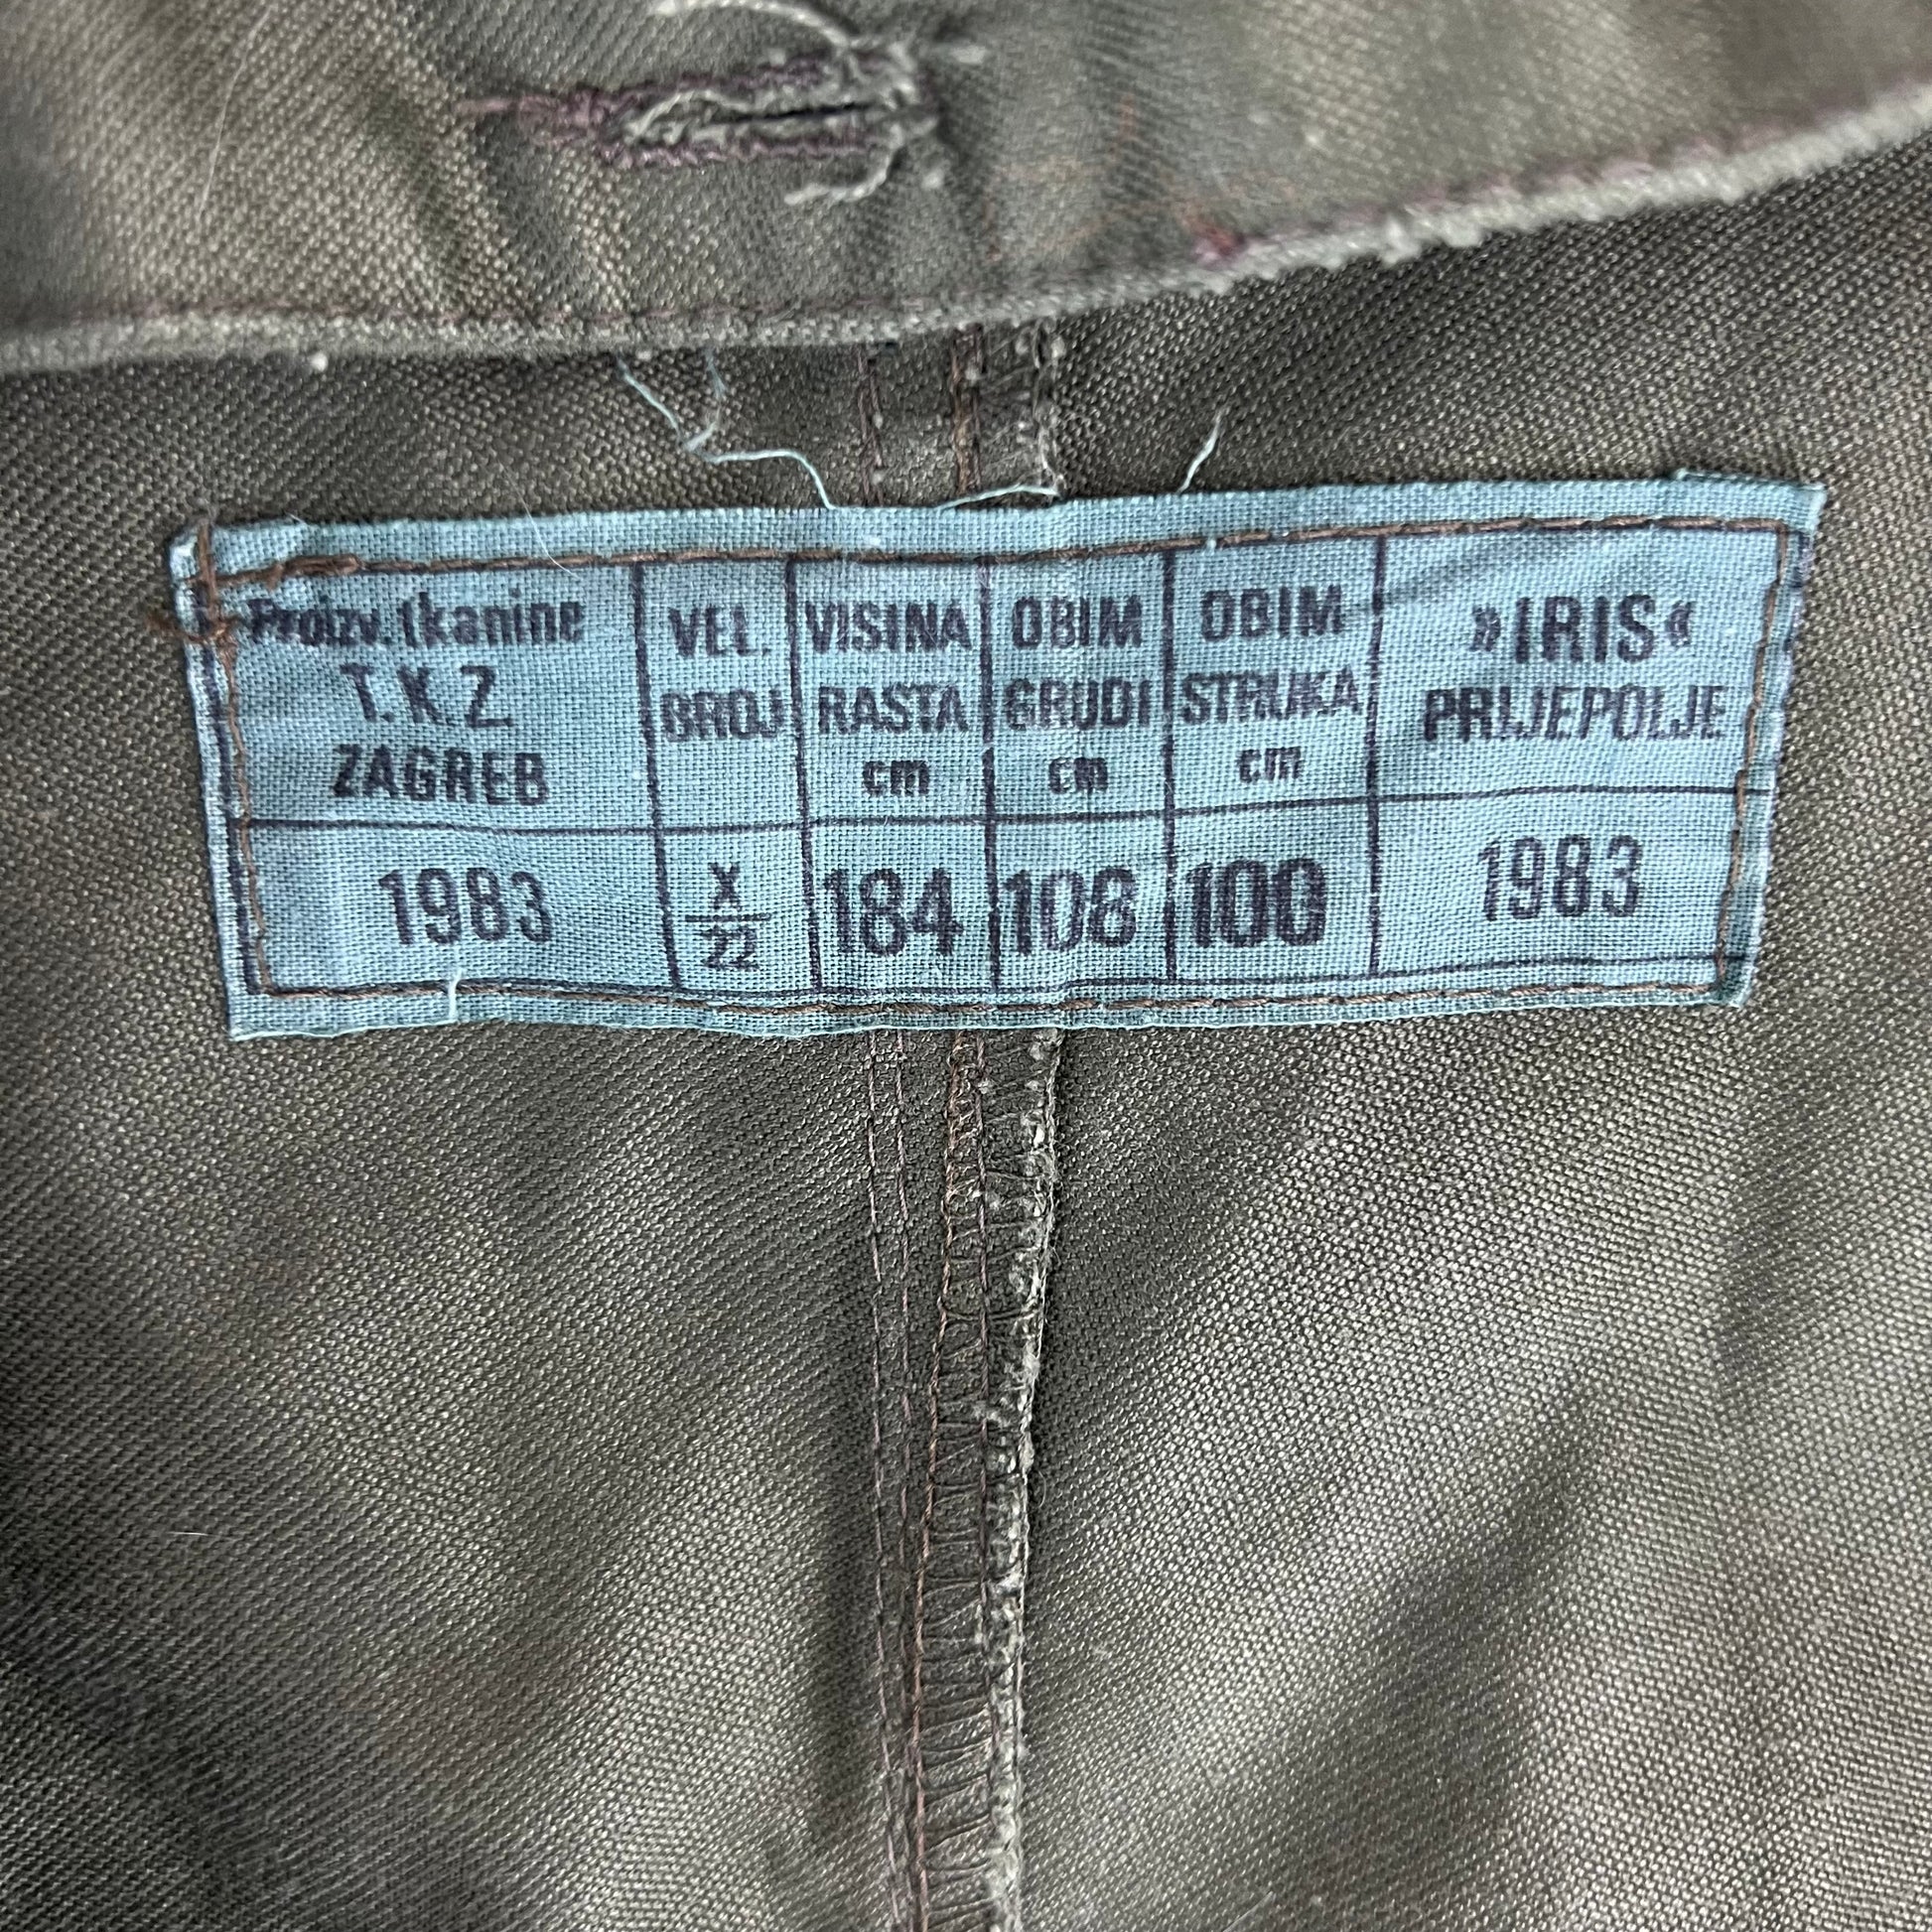 Proizv. tkanine
T. K. Z.
ZAGREB
VEL.
BROJ
VISINA
RASTA
cm
OBIM
GRUDI
cm
OBIM
STRUKA
cm
»IRIS«
PRIJEPOLJE
1983
X
22
184
108
100
1983